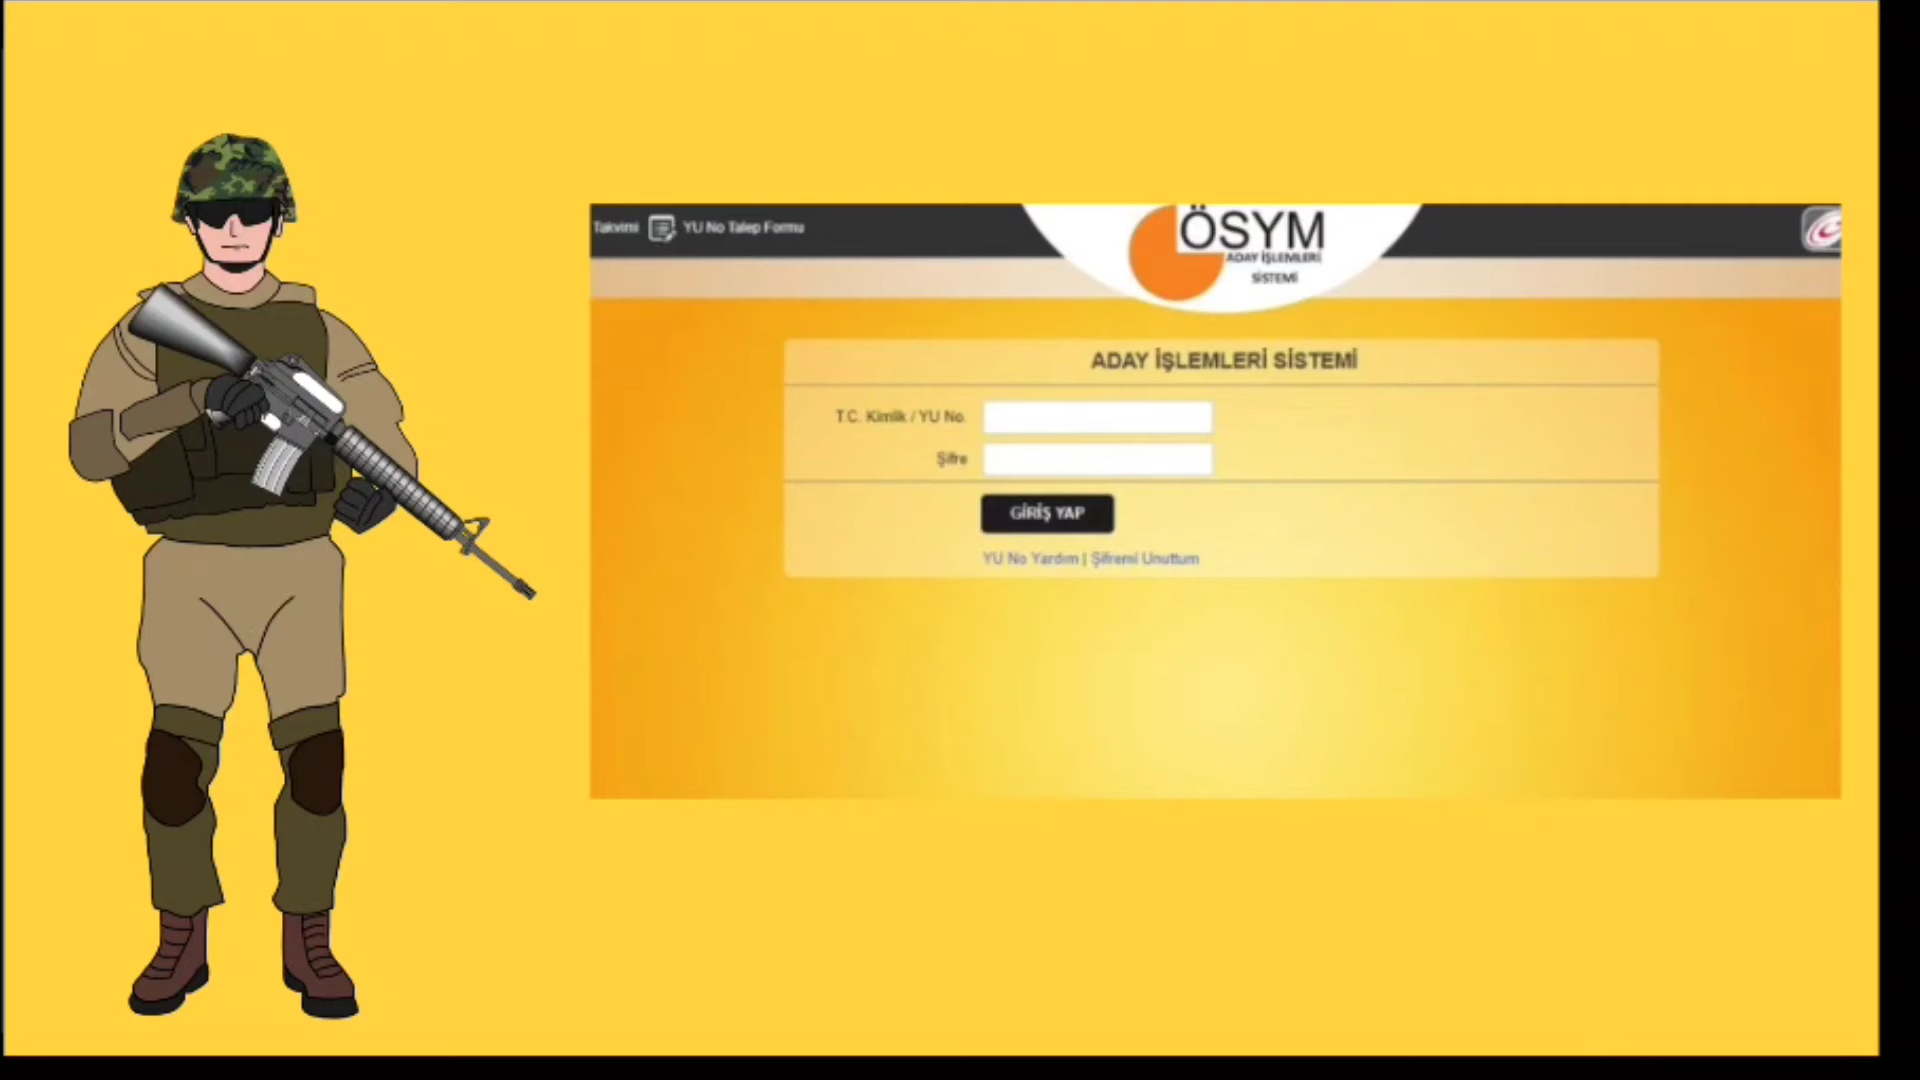 Takvimi YU No Talep Formu
ÖSYM
ADAY İŞLEMLERİ
SİSTEMİ
ADAY İŞLEMLERİ SİSTEMİ
T.C. Kimlik / YU No.
Şifre
GİRİŞ YAP
YU No Yardım | Şifremi Unuttum